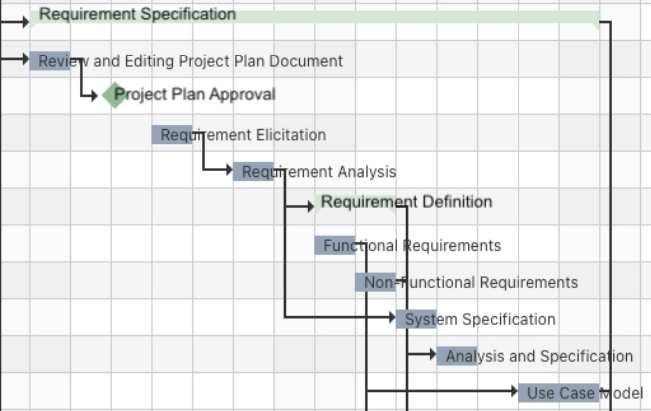 Requirement Specification
Review and Editing Project Plan Document
Project Plan Approval
Requirement Elicitation
Requirement Analysis
Requirement Definition
Functional Requirements
Non-Functional Requirements
System Specification
Analysis and Specification
Use Case Model